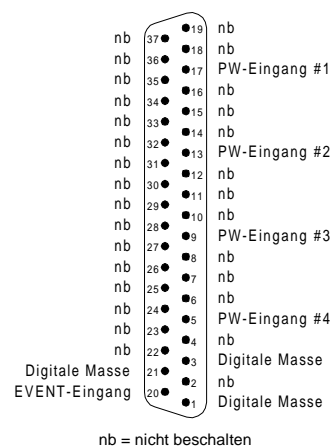 19 nb
nb 37
18 nb
nb 36
17 PW-Eingang #1
nb 35
16 nb
nb 34
15 nb
nb 33
14 nb
nb 32
13 PW-Eingang #2
nb 31
12 nb
nb 30
11 nb
nb 29
10 nb
nb 28
9 PW-Eingang #3
nb 27
8 nb
nb 26
7 nb
nb 25
6 nb
nb 24
5 PW-Eingang #4
nb 23
4 nb
nb 22
3 Digitale Masse
Digitale Masse 21
2 nb
EVENT-Eingang 20
1 Digitale Masse
nb = nicht beschalten